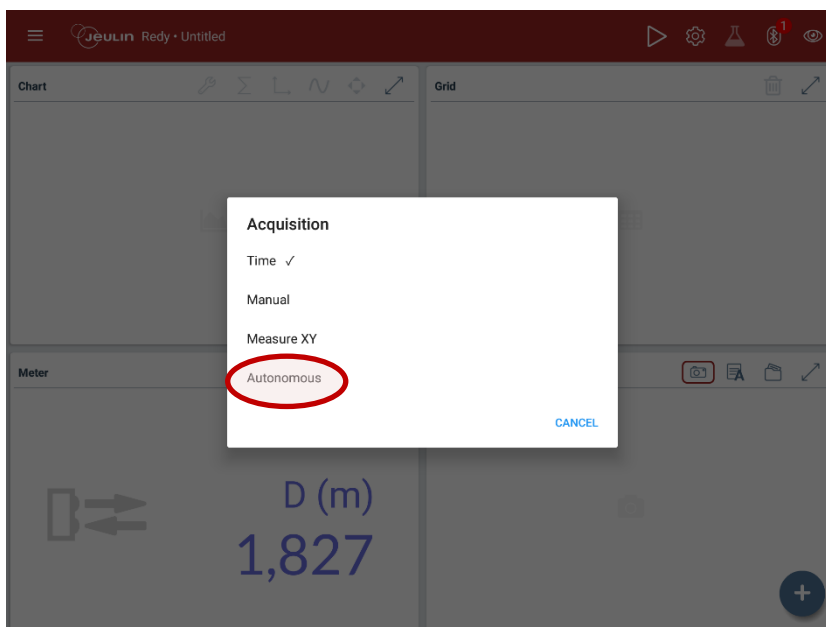 Jeulin Redy • Untitled
1
Chart
Grid
Acquisition
Time ✓
Manual
Measure XY
Autonomous
CANCEL
Meter
A
D (m)
1,827
+